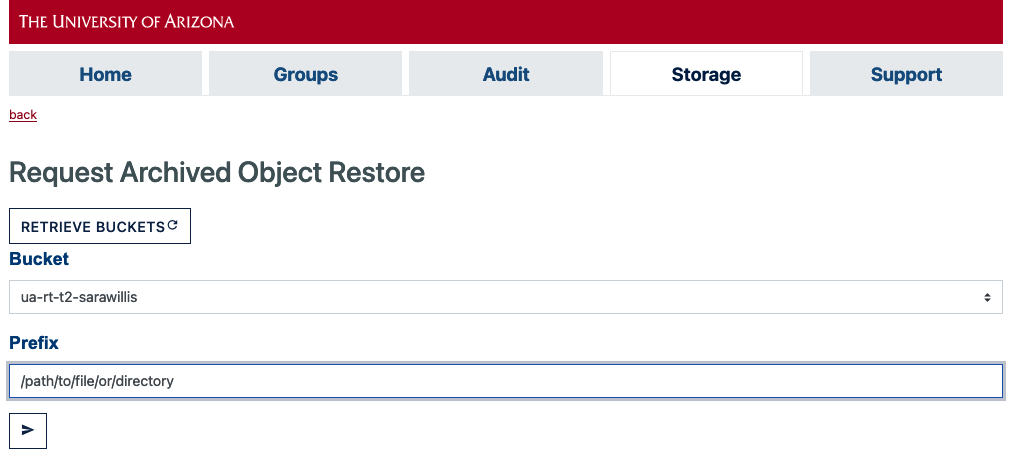 THE UNIVERSITY OF ARIZONA
Home Groups Audit Storage Support
back
Request Archived Object Restore
RETRIEVE BUCKETS
Bucket
ua-rt-t2-sarawillis
Prefix
/path/to/file/or/directory